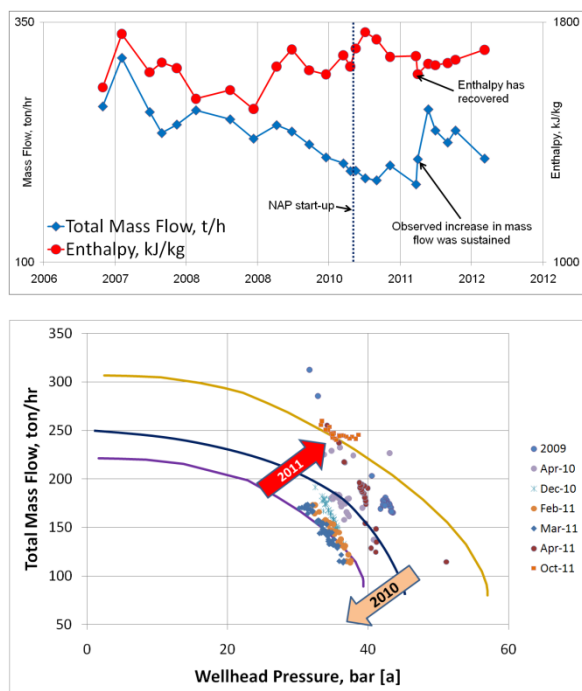 350
1800
Mass Flow, ton/hr
Enthalpy, kJ/kg
Enthalpy has
recovered
NAP start-up
Observed increase in mass
flow was sustained
Total Mass Flow, t/h
Enthalpy, kJ/kg
100
1000
2006 2007 2008 2008 2009 2010 2011 2012 2012
350
300
250
200
150
100
50
Total Mass Flow, ton/hr
2011
2010
2009
Apr-10
Dec-10
Feb-11
Mar-11
Apr-11
Oct-11
0 20 40 60
Wellhead Pressure, bar [a]